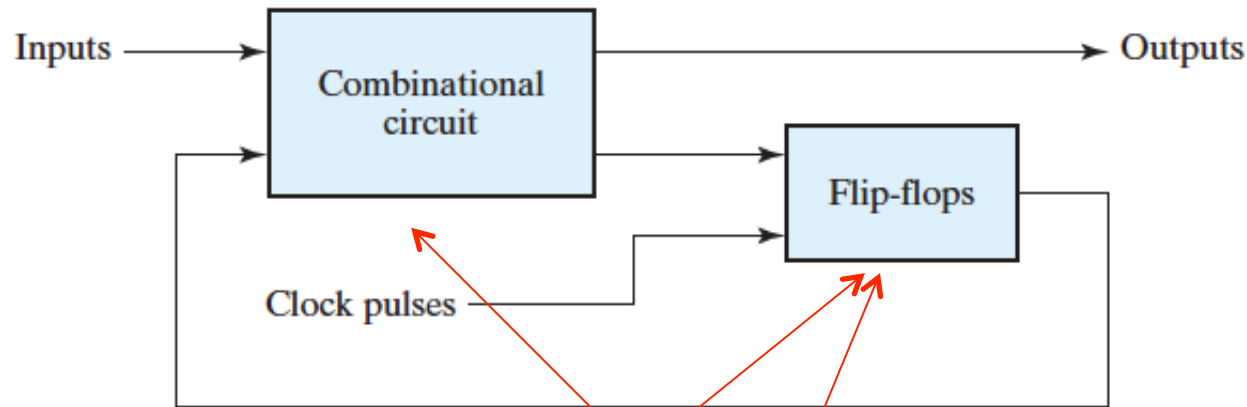 Inputs
Outputs
Combinational
circuit
Flip-flops
Clock pulses